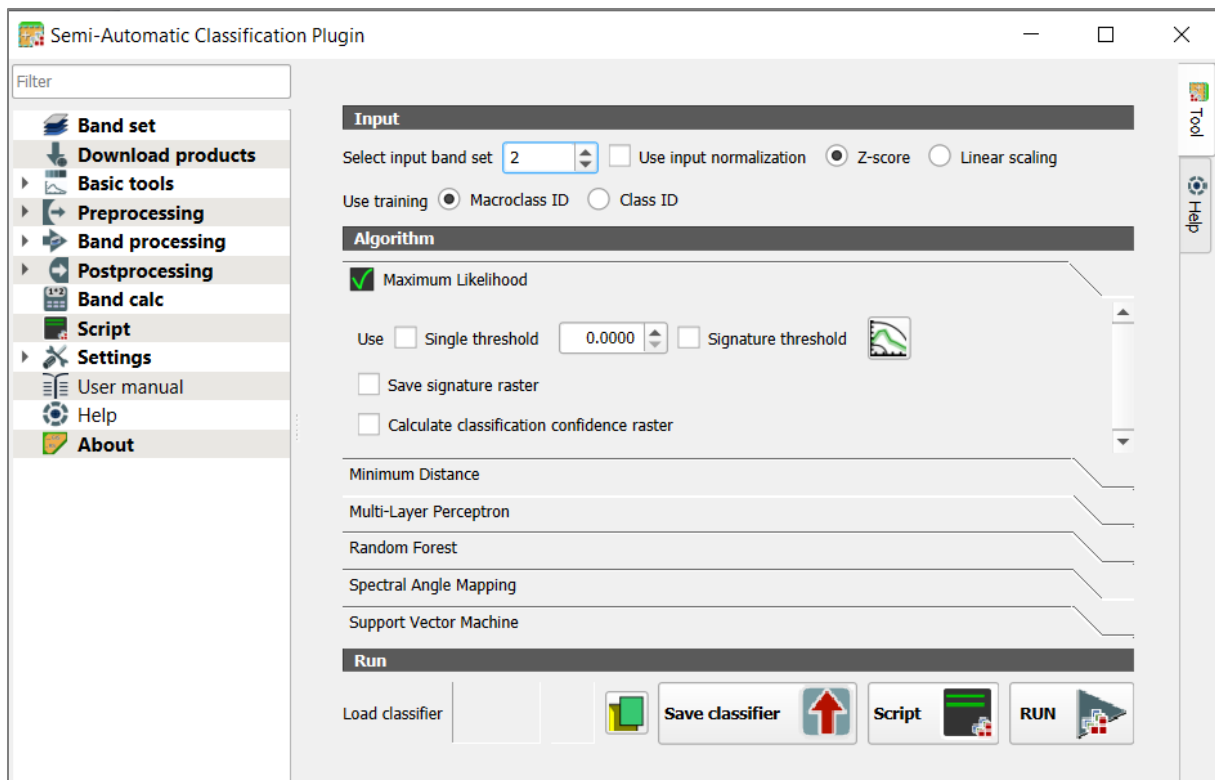 Semi-Automatic Classification Plugin
Filter
Band set
Download products
Basic tools
Preprocessing
Band processing
Postprocessing
Band calc
Script
Settings
User manual
Help
About
Input
Select input band set 2 Use input normalization Z-score Linear scaling
Use training Macroclass ID Class ID
Algorithm
Maximum Likelihood
Use Single threshold 0.0000 Signature threshold
Save signature raster
Calculate classification confidence raster
Minimum Distance
Multi-Layer Perceptron
Random Forest
Spectral Angle Mapping
Support Vector Machine
Run
Load classifier Save classifier Script RUN
Tool
Help